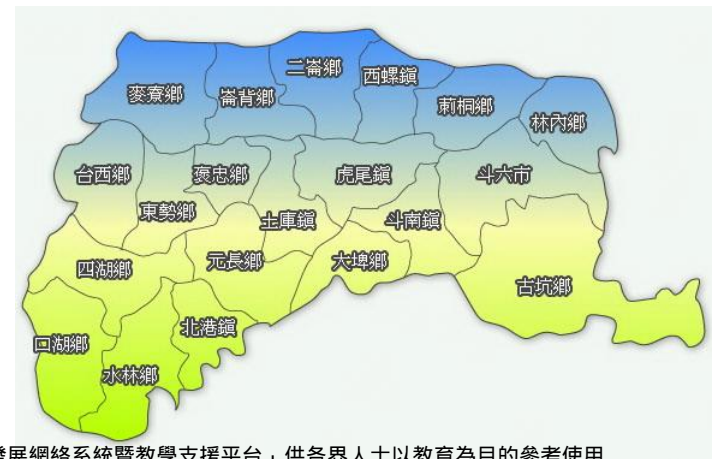 二崙鄉
西螺鎮
麥寮鄉
崙背鄉
莿桐鄉
林內鄉
台西鄉
褒忠鄉
虎尾鎮
斗六市
東勢鄉
土庫鎮
斗南鎮
四湖鄉
元長鄉
大埤鄉
古坑鄉
北港鎮
口湖鄉
水林鄉
發展網絡系統暨教學支援平台，供各界人士以教育為目的參考使用